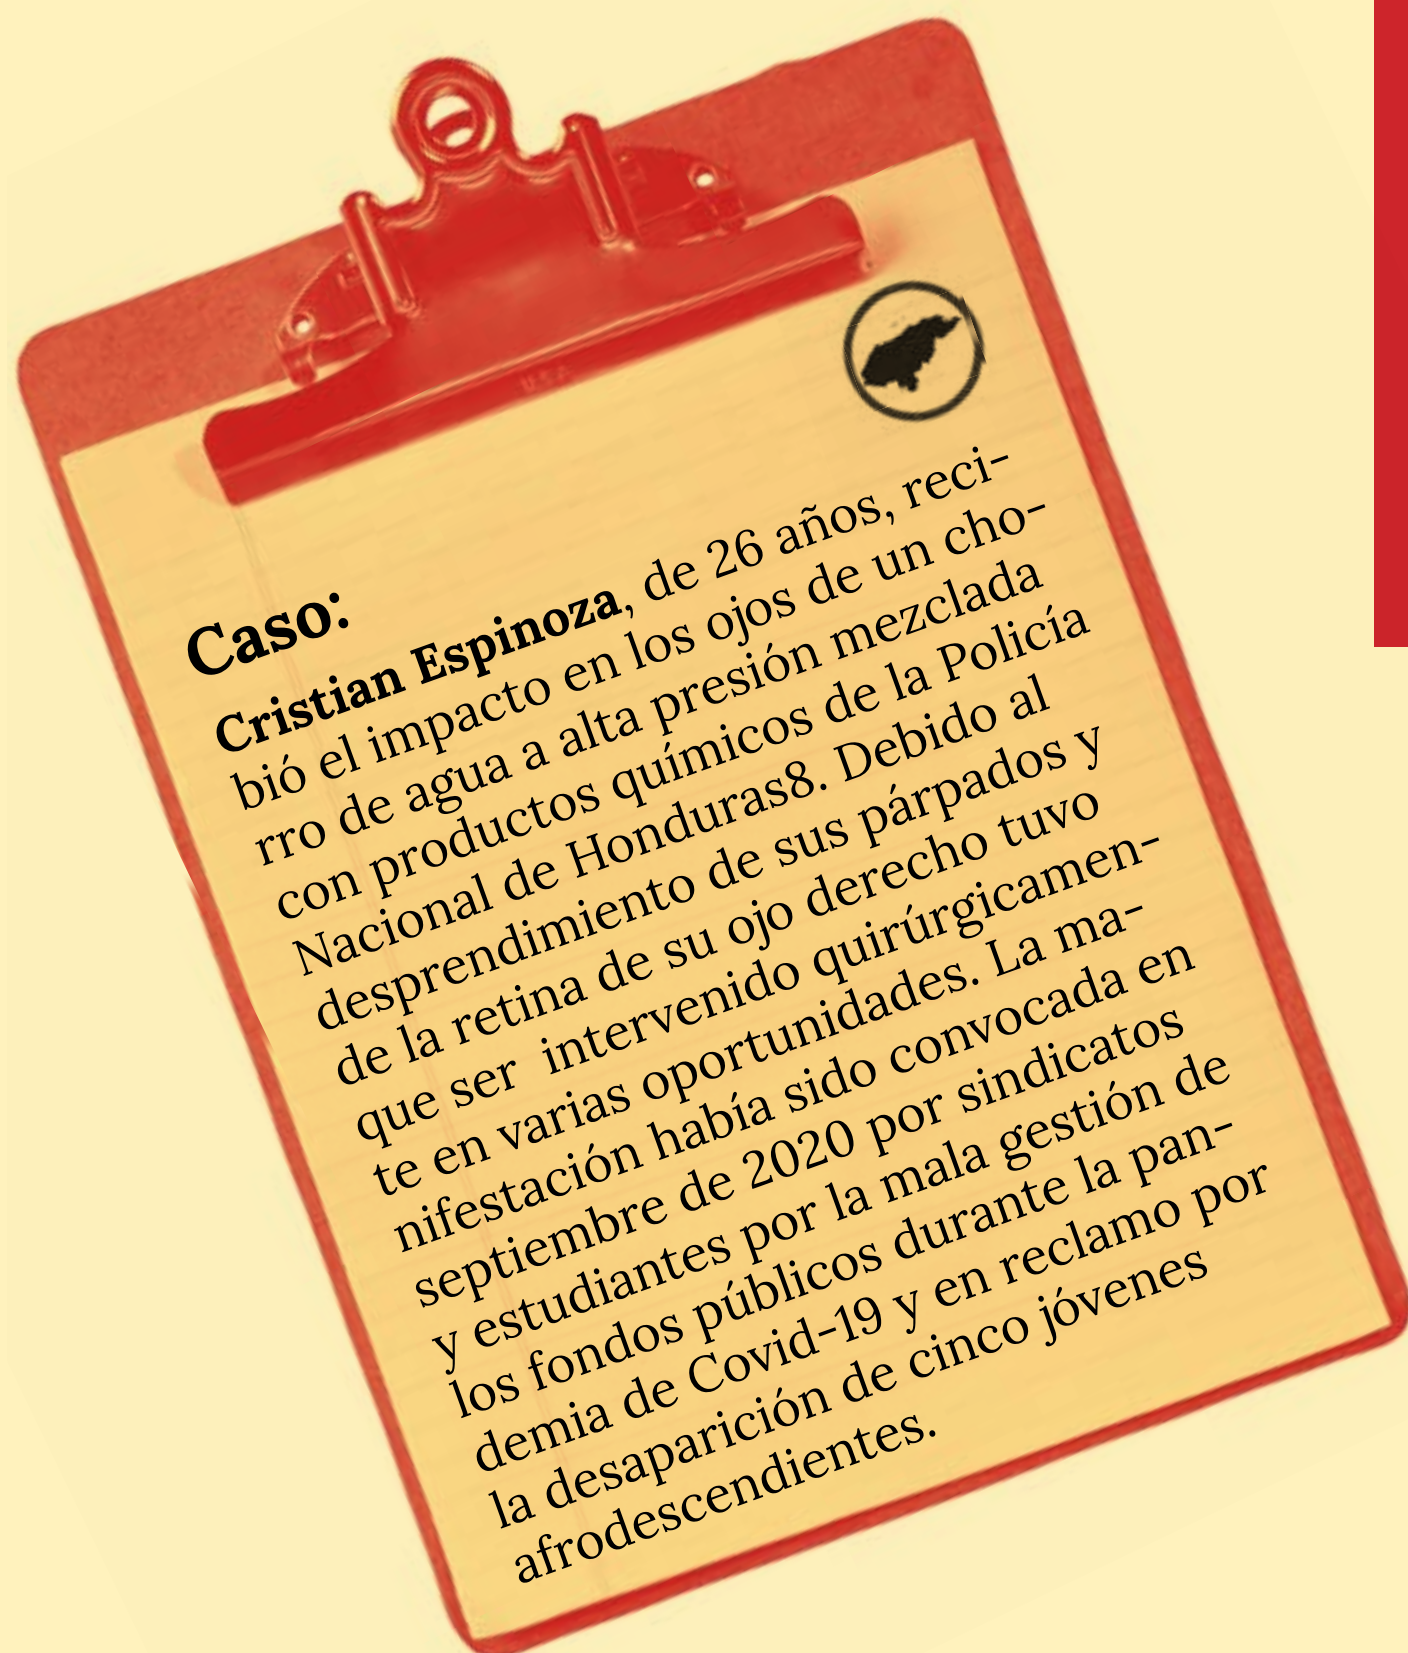 Caso:
Cristian Espinoza, de 26 años, reci-
bió el impacto en los ojos de un cho-
rro de agua a alta presión mezclada
con productos químicos de la Policía
Nacional de Honduras8. Debido al
desprendimiento de sus párpados y
de la retina de su ojo derecho tuvo
que ser  intervenido quirúrgicamen-
te en varias oportunidades. La ma-
nifestación había sido convocada en
septiembre de 2020 por sindicatos
y estudiantes por la mala gestión de
los fondos públicos durante la pan-
demia de Covid-19 y en reclamo por
la desaparición de cinco jóvenes
afrodescendientes.